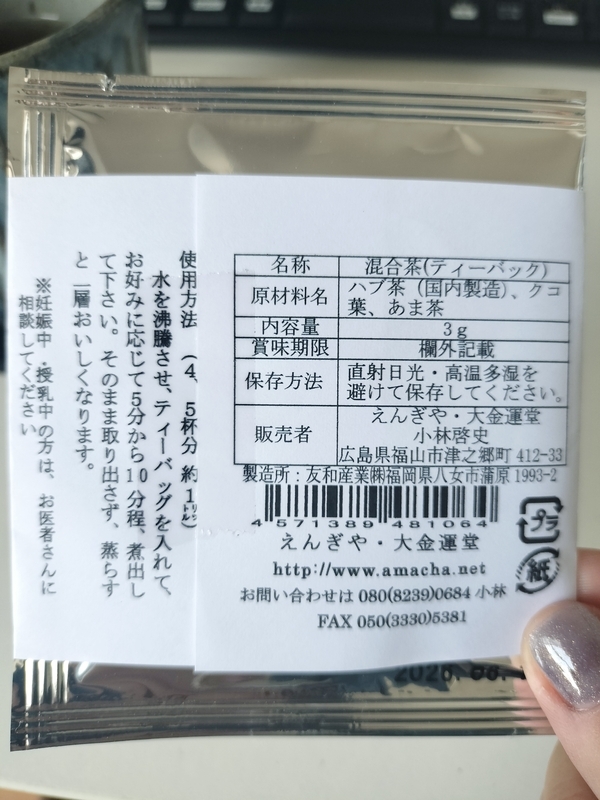 名称 混合茶(ティーバック)
原材料名 ハブ茶(国内製造)、クコ
葉、あま茶
内容量 3g
賞味期限 欄外記載
保存方法 直射日光・高温多湿を
避けて保存してください。
販売者 えんぎや・大金運堂
小林啓史
広島県福山市津之郷町 412-33
製造所:友和産業㈱福岡県八女市蒲原 1993-2
4 571389 481064
えんぎや・大金運堂
http://www.amacha.net
お問い合わせは 080(8239)0684 小林
FAX 050(3330)5381
プラ
紙
使用方法 (4、5杯分 約1㍑)
水を沸騰させ、ティーバッグを入れて、
お好みに応じて5分から10分程、煮出し
て下さい。そのまま取り出さず、蒸らす
と一層おいしくなります。
※妊娠中・授乳中の方は、お医者さんに
相談してください